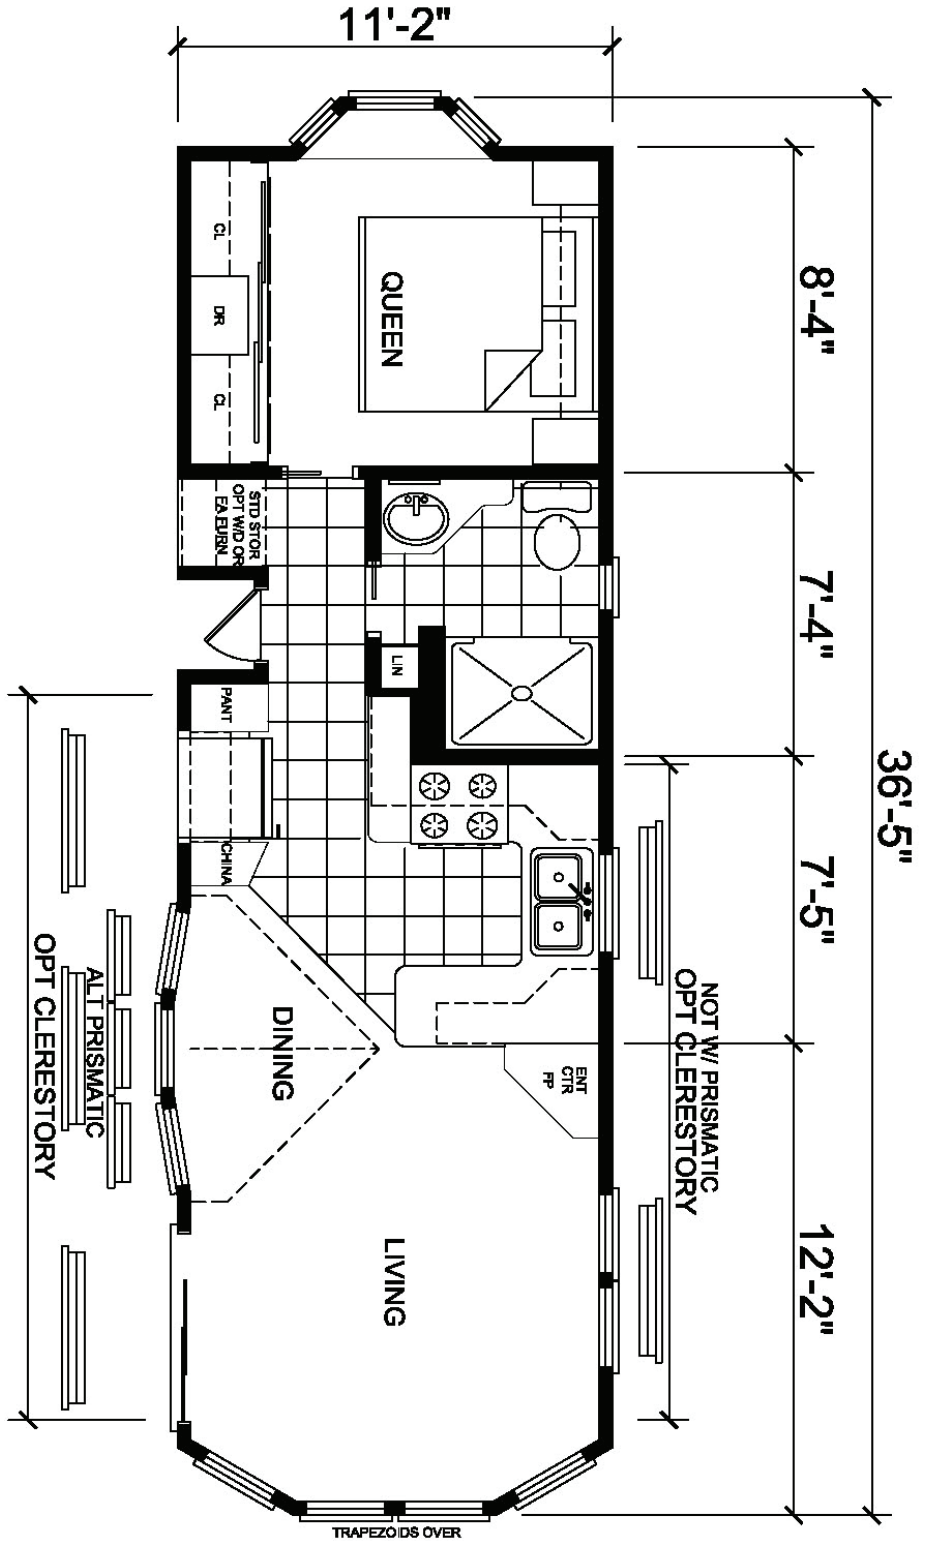 11'-2"
8'-4"
7'-4"
36'-5"
7'-5"
12'-2"
CL
DR
CL
QUEEN
STD STOR
OPT W/D OR
FA FURN
LIN
PANT
CHINA
DINING
ENT
CTR
FP
LIVING
OPT CLERESTORY
ALT PRISMATIC
NOT W/ PRISMATIC
OPT CLERESTORY
TRAPEZOIDS OVER